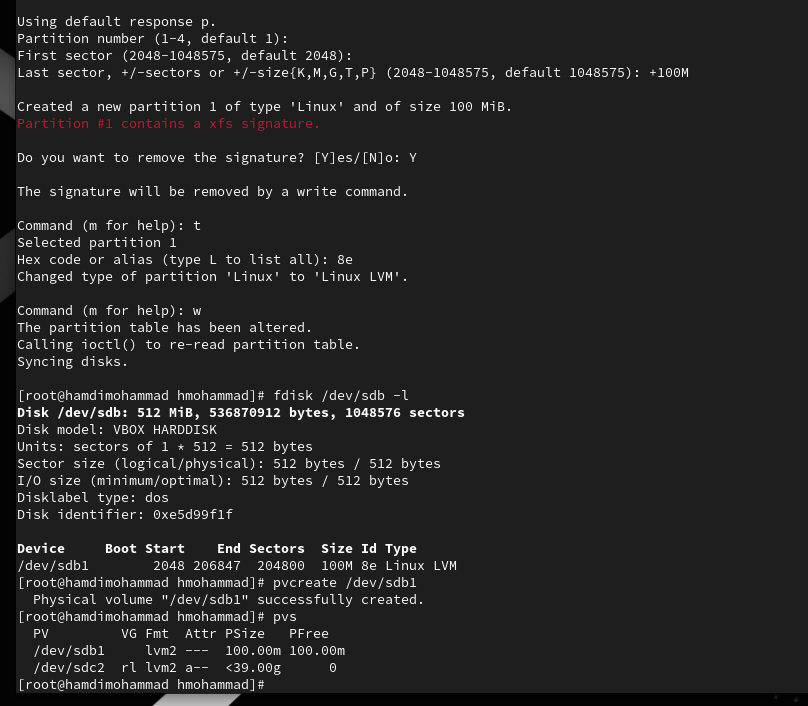 Using default response p.
Partition number (1-4, default 1):
First sector (2048-1048575, default 2048):
Last sector, +/-sectors or +/-size{K,M,G,T,P} (2048-1048575, default 1048575): +100M
Created a new partition 1 of type 'Linux' and of size 100 MiB.
Partition #1 contains a xfs signature.
Do you want to remove the signature? [Y]es/[N]o: Y
The signature will be removed by a write command.
Command (m for help): t
Selected partition 1
Hex code or alias (type L to list all): 8e
Changed type of partition 'Linux' to 'Linux LVM'.
Command (m for help): w
The partition table has been altered.
Calling ioctl() to re-read partition table.
Syncing disks.
[root@hamdimohammad hmohammad]# fdisk /dev/sdb -l
Disk /dev/sdb: 512 MiB, 536870912 bytes, 1048576 sectors
Disk model: VBOX HARDDISK
Units: sectors of 1 * 512 = 512 bytes
Sector size (logical/physical): 512 bytes / 512 bytes
I/O size (minimum/optimal): 512 bytes / 512 bytes
Disklabel type: dos
Disk identifier: 0xe5d99f1f
Device     Boot Start    End Sectors  Size Id Type
/dev/sdb1        2048 206847  204800  100M 8e Linux LVM
[root@hamdimohammad hmohammad]# pvcreate /dev/sdb1
  Physical volume "/dev/sdb1" successfully created.
[root@hamdimohammad hmohammad]# pvs
  PV         VG Fmt  Attr PSize   PFree
  /dev/sdb1     lvm2 ---  100.00m 100.00m
  /dev/sdc2  rl lvm2 a--  <39.00g      0
[root@hamdimohammad hmohammad]#